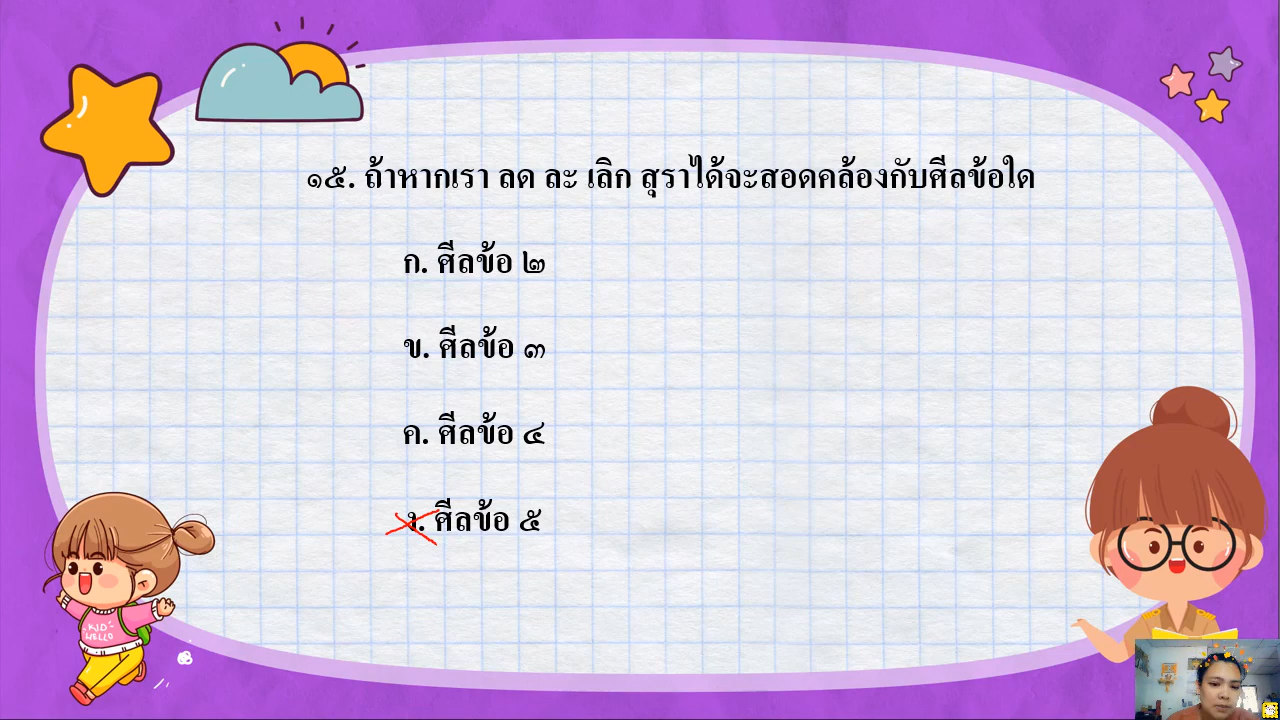 ๑๕. ถ้าหากเรา ลด ละ เลิก สุราได้จะสอดคล้องกับศีลข้อใด
ก. ศีลข้อ ๒
ข. ศีลข้อ ๓
ค. ศีลข้อ ๔
ง. ศีลข้อ ๕
KID
HELLO